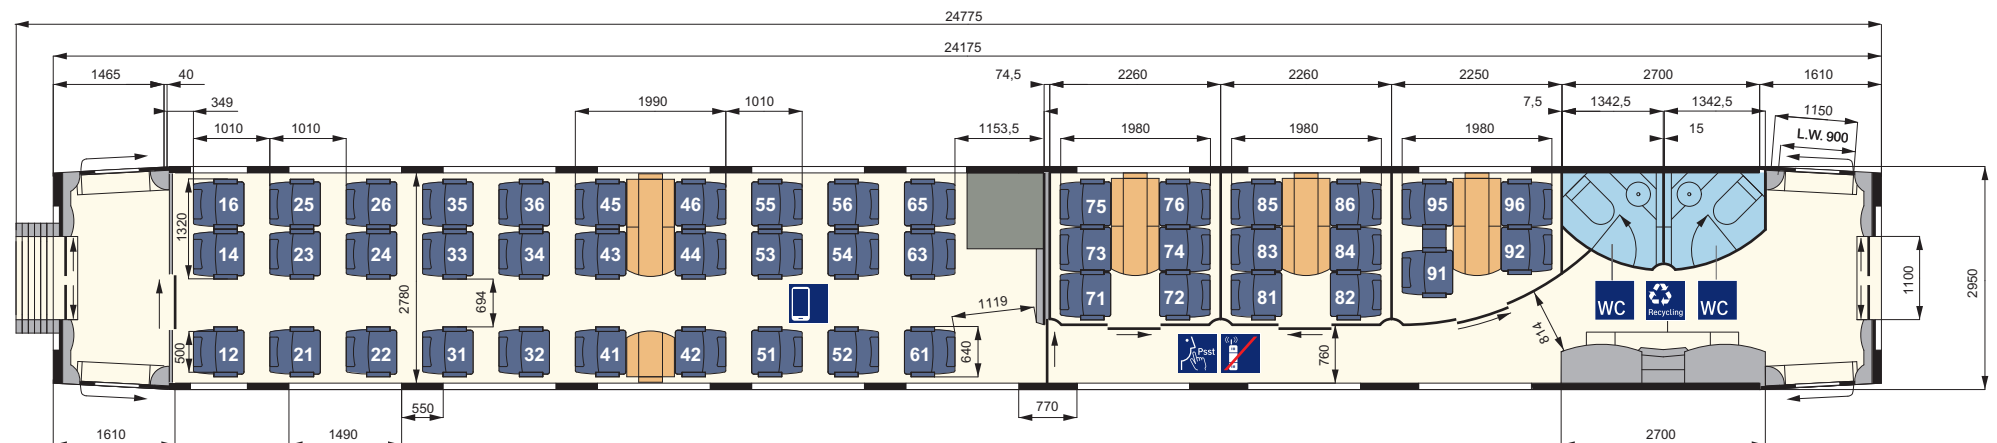 24775
24175
1465 40 74,5 2260 2260 2250 2700 1610
349 1990 1010 7,5 1342,5 1342,5 1150
1010 1010 1153,5 1980 1980 1980 15 L.W. 900
16 25 26 35 36 45 46 55 56 65 75 76 85 86 95 96
1320
14 23 24 33 34 43 44 53 54 63 73 74 83 84 91 92
2780 694 1119 1100 2950
71 72 81 82
WC Recycling WC
12 21 22 31 32 41 42 51 52 61
500 640 Psst 760 814
550 770
1610 1490 2700